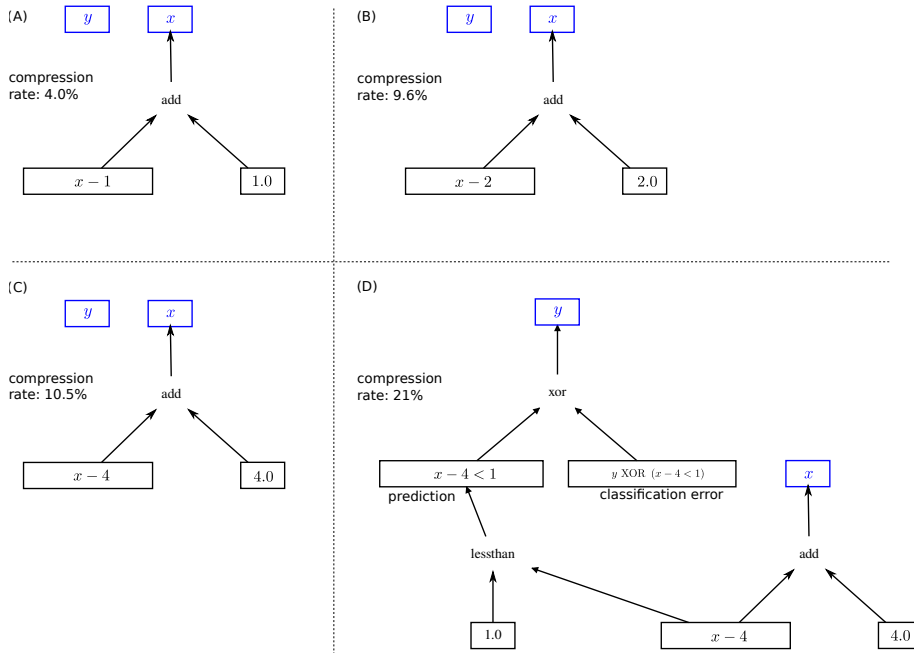 (A)
y
x
compression
rate: 4.0%
add
x − 1
1.0
(B)
y
x
compression
rate: 9.6%
add
x − 2
2.0
(C)
y
x
compression
rate: 10.5%
add
x − 4
4.0
(D)
y
compression
rate: 21%
xor
x − 4 < 1
y XOR (x − 4 < 1)
x
prediction
classification error
lessthan
add
1.0
x − 4
4.0